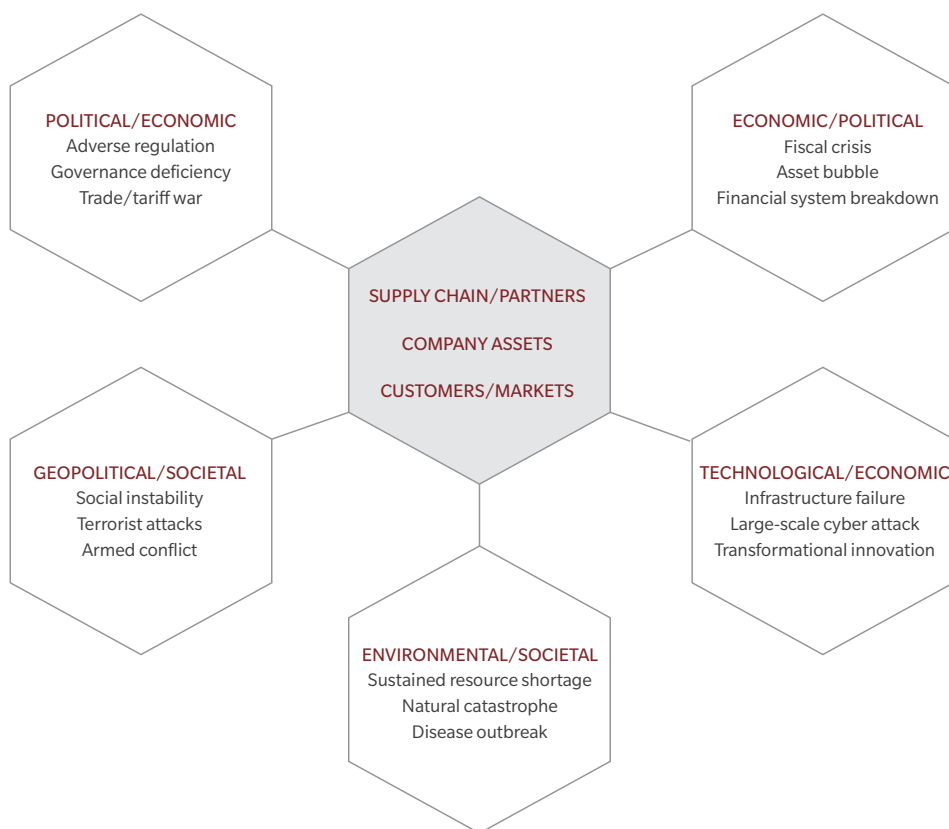 POLITICAL/ECONOMIC
Adverse regulation
Governance deficiency
Trade/tariff war
ECONOMIC/POLITICAL
Fiscal crisis
Asset bubble
Financial system breakdown
SUPPLY CHAIN/PARTNERS
COMPANY ASSETS
CUSTOMERS/MARKETS
GEOPOLITICAL/SOCIETAL
Social instability
Terrorist attacks
Armed conflict
TECHNOLOGICAL/ECONOMIC
Infrastructure failure
Large-scale cyber attack
Transformational innovation
ENVIRONMENTAL/SOCIETAL
Sustained resource shortage
Natural catastrophe
Disease outbreak